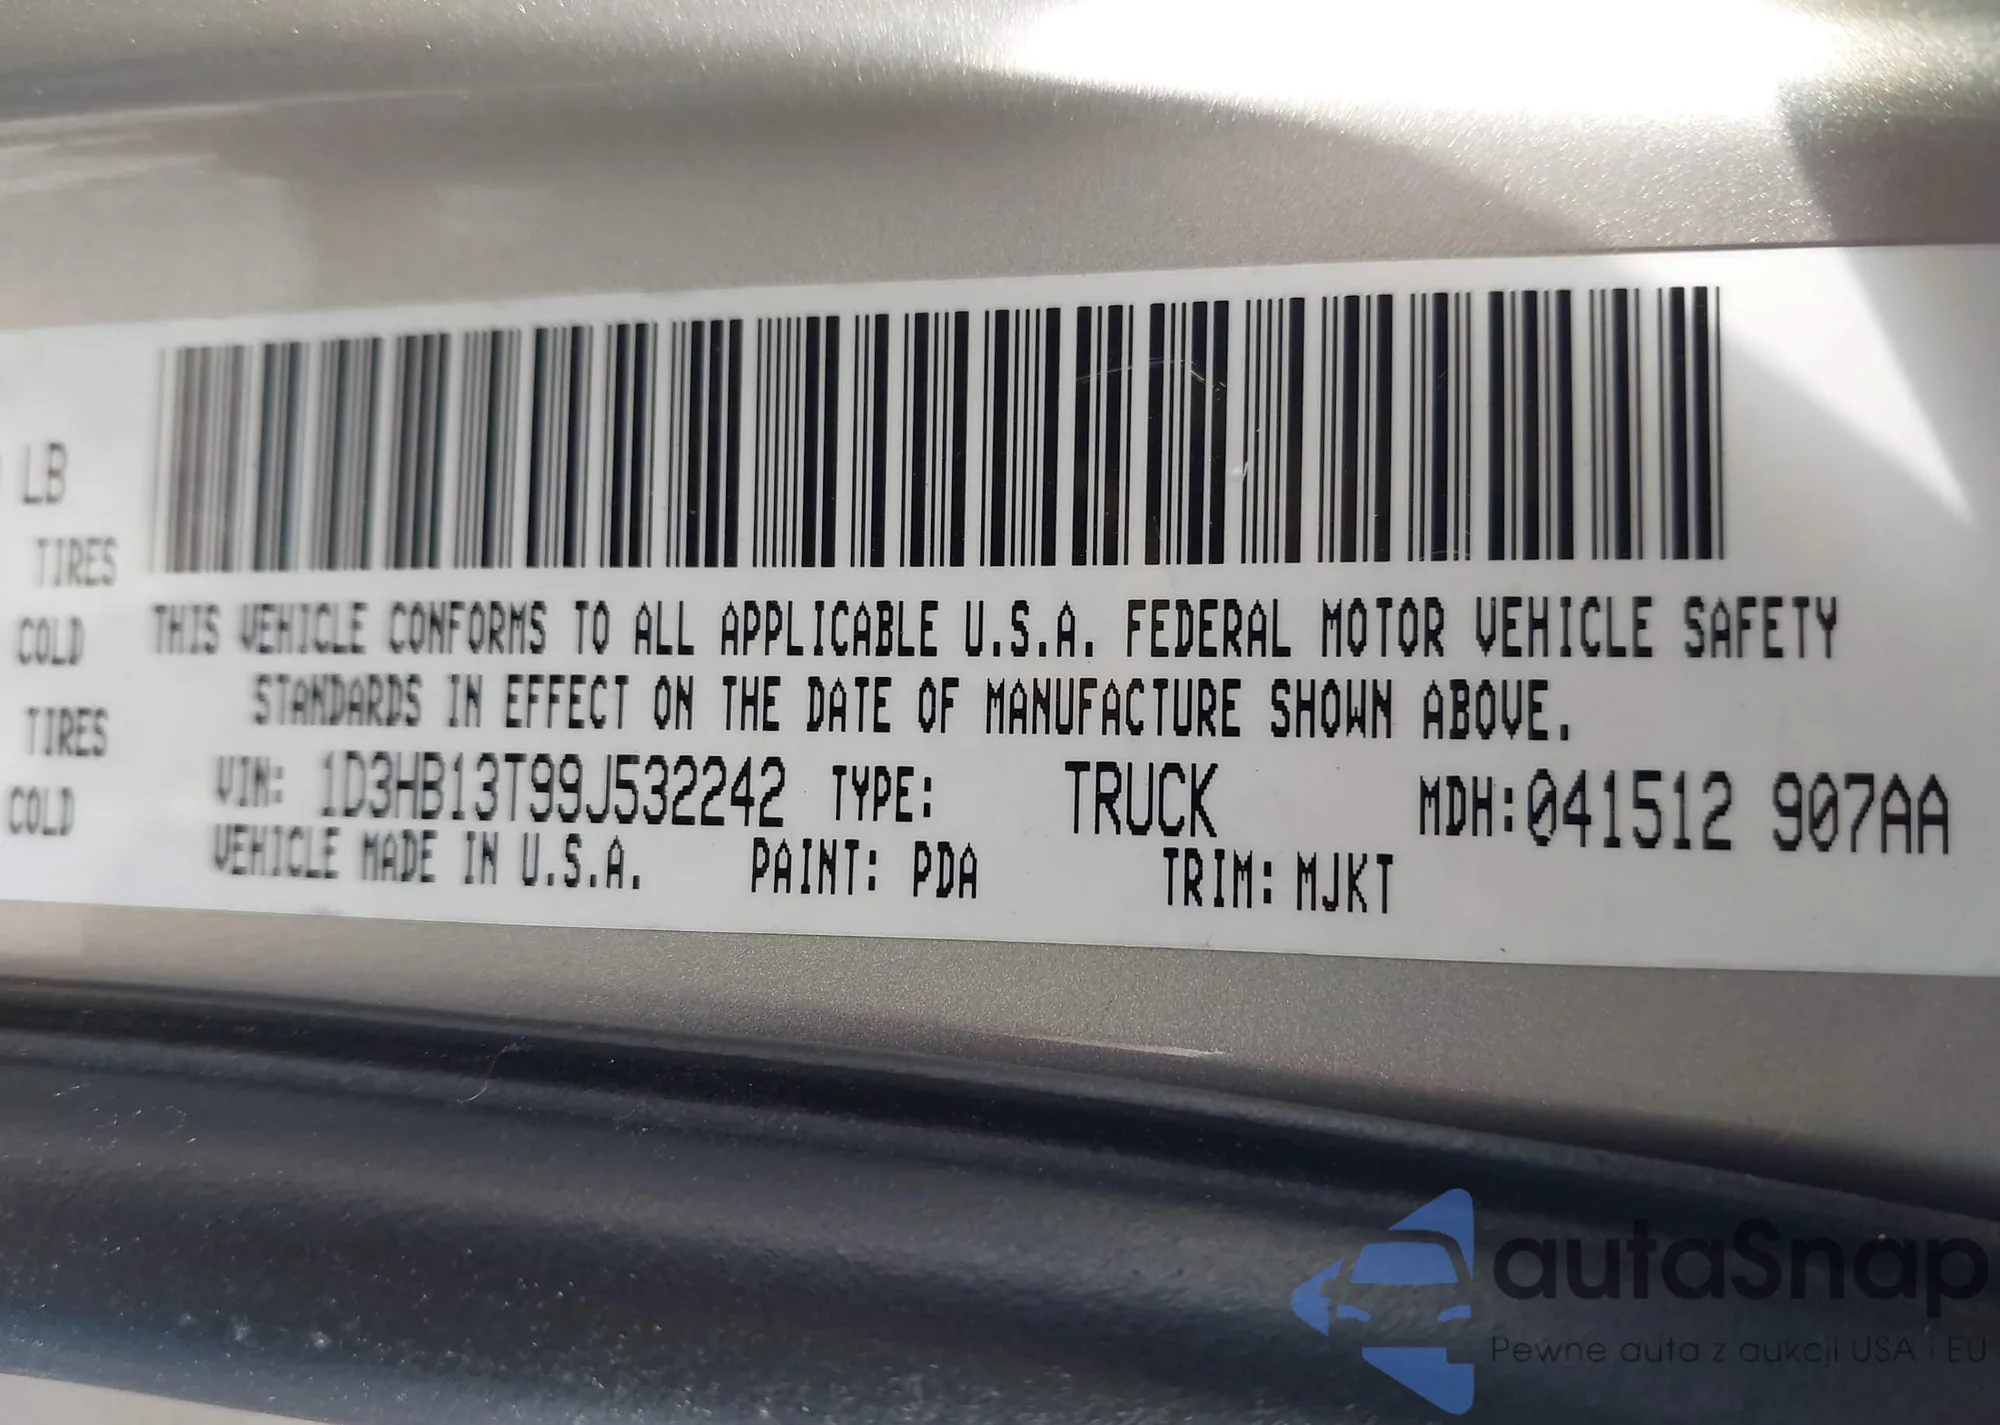 LB
TIRES
COLD
TIRES
COLD
THIS VEHICLE CONFORMS TO ALL APPLICABLE U.S.A. FEDERAL MOTOR VEHICLE SAFETY
STANDARDS IN EFFECT ON THE DATE OF MANUFACTURE SHOWN ABOVE.
VIN: 1D3HB13T99J532242 TYPE: TRUCK MDH:041512 907AA
VEHICLE MADE IN U.S.A. PAINT: PDA TRIM: MJKT
autaSnap
Pewne auta z aukcji USA i EU